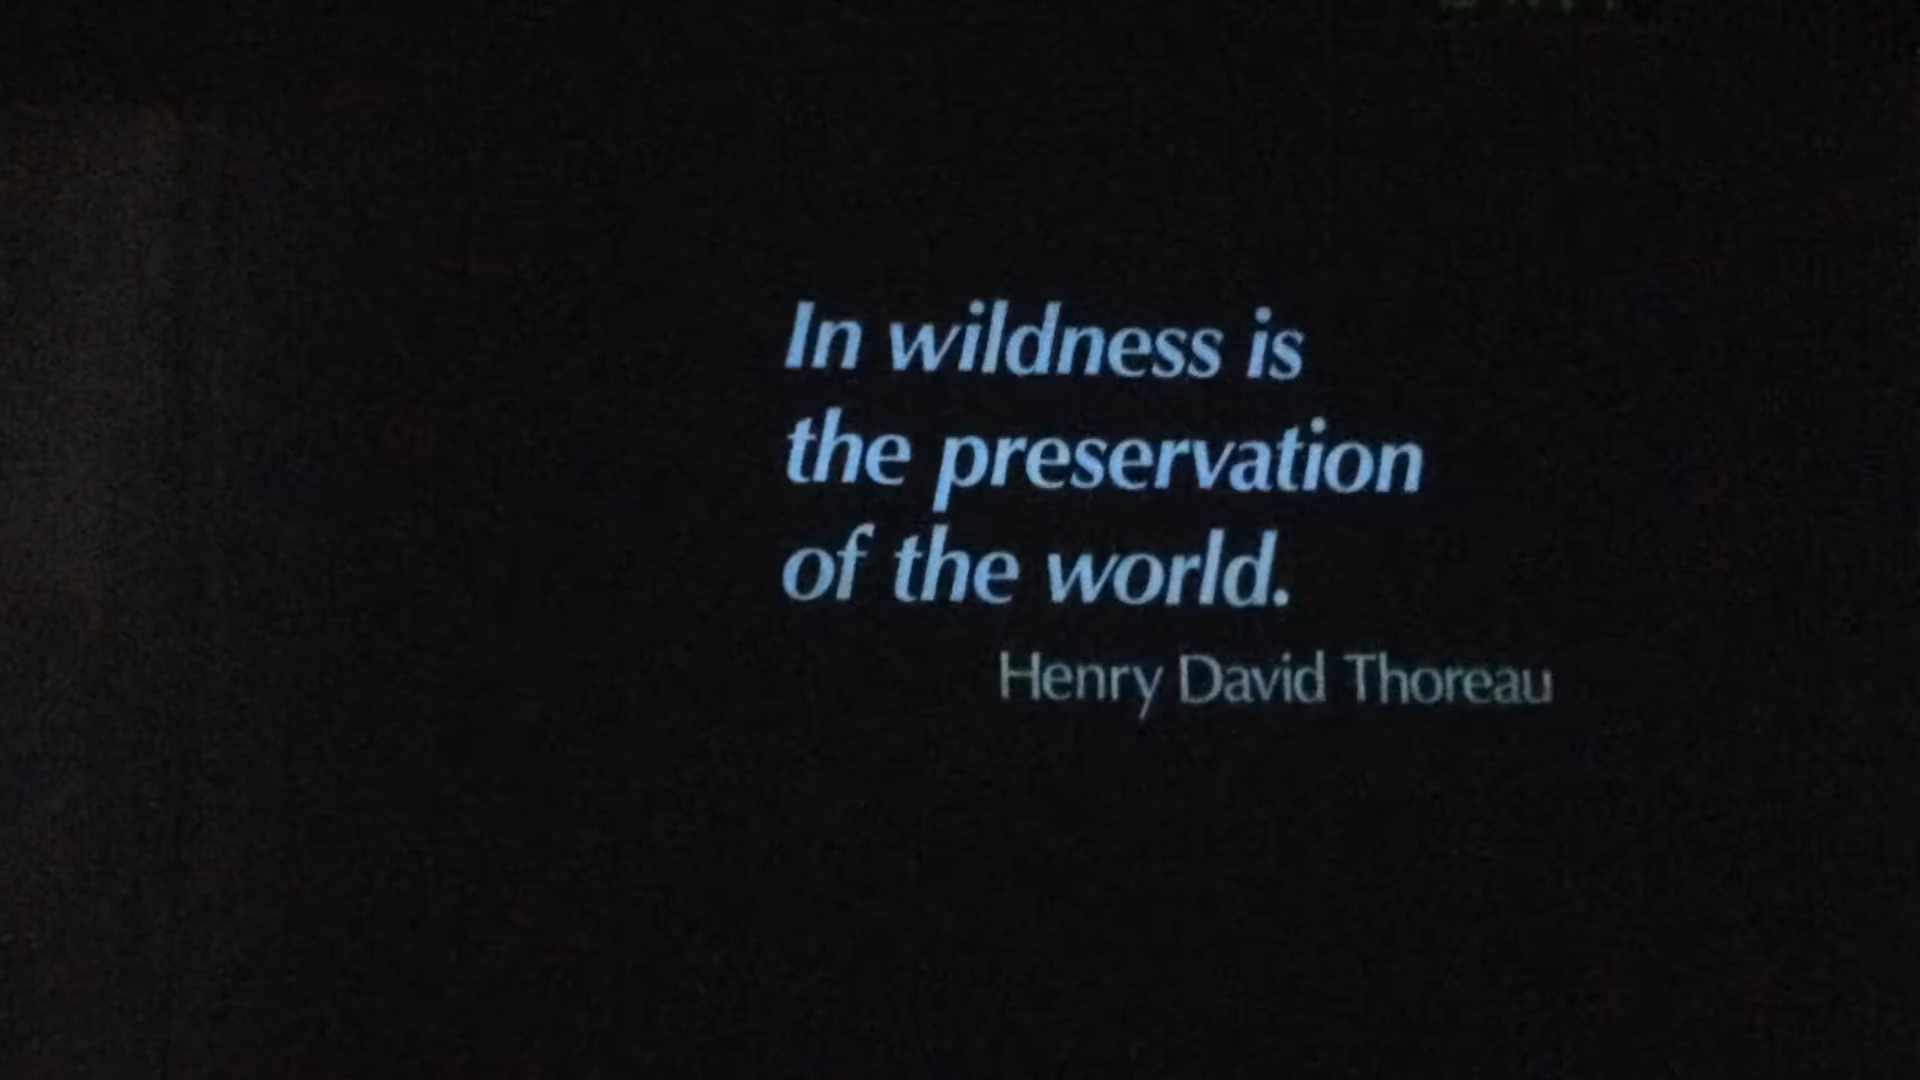 In wildness is
the preservation
of the world.
Henry David Thoreau